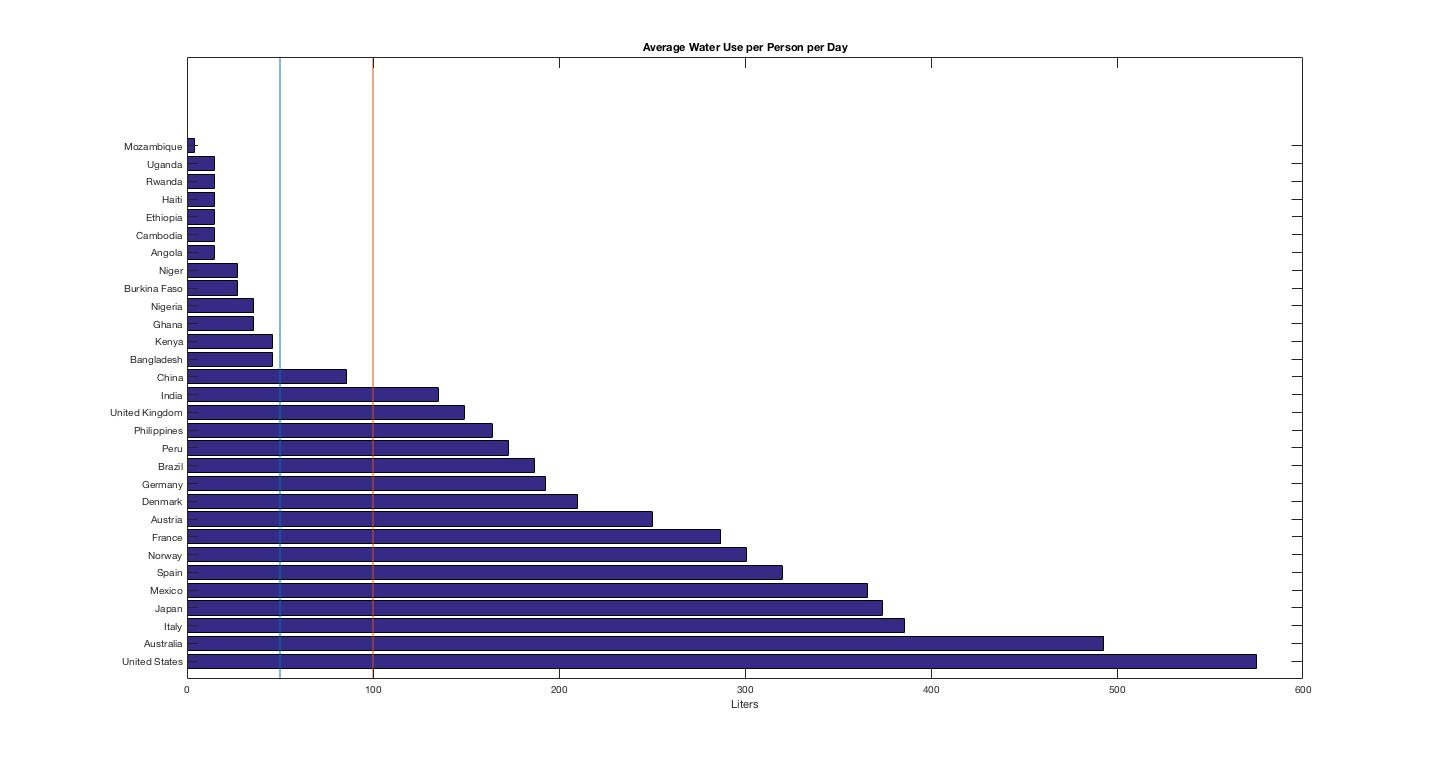 Average Water Use per Person per Day
Mozambique
Uganda
Rwanda
Haiti
Ethiopia
Cambodia
Angola
Niger
Burkina Faso
Nigeria
Ghana
Kenya
Bangladesh
China
India
United Kingdom
Philippines
Peru
Brazil
Germany
Denmark
Austria
France
Norway
Spain
Mexico
Japan
Italy
Australia
United States
0 100 200 300 400 500 600
Liters